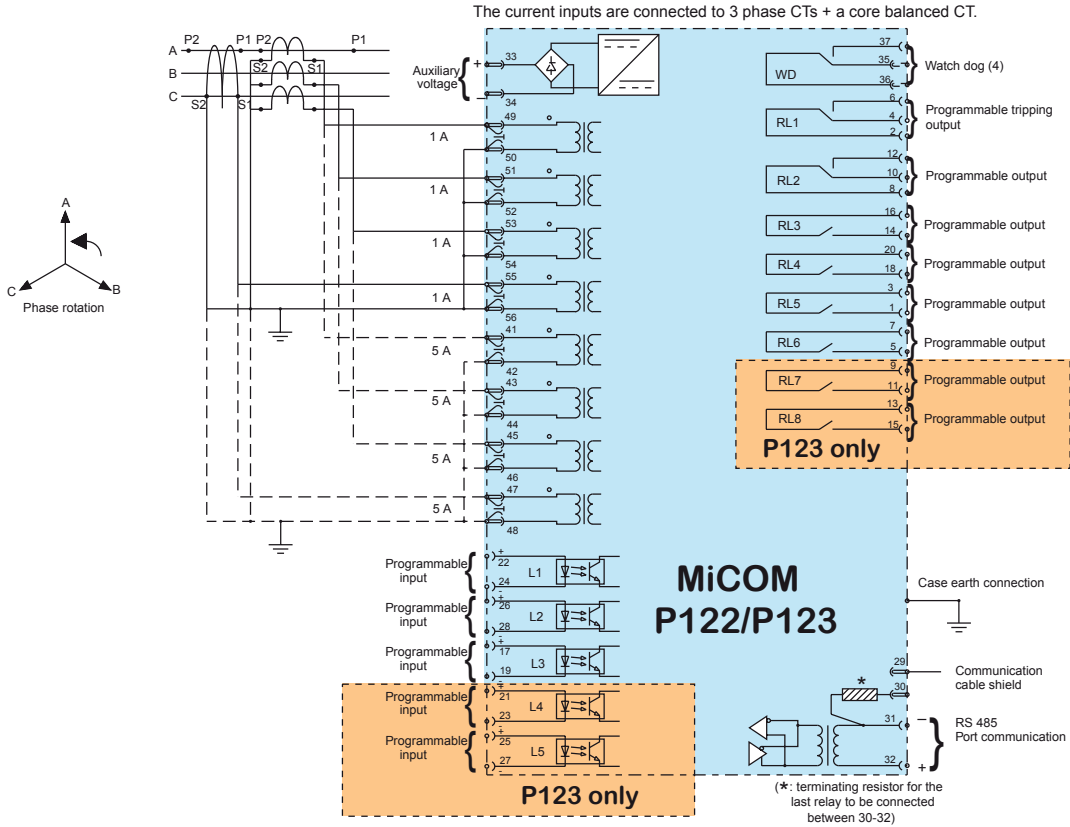 The current inputs are connected to 3 phase CTs + a core balanced CT.
P2 P1 P2 P1
A
B
S2 S1
C
S2 S1
A
C B
Phase rotation
Auxiliary
voltage
+
33
−
34
1 A
49
50
1 A
51
52
1 A
53
54
1 A
55
56
5 A
41
42
5 A
43
44
5 A
45
46
5 A
47
48
Programmable
input
+
22
L1
24
-
Programmable
input
+
26
L2
28
-
Programmable
input
+
17
L3
19
-
Programmable
input
+
21
L4
23
-
Programmable
input
+
25
L5
27
-
P123 only
WD
37
35
36
Watch dog (4)
RL1
6
4
2
Programmable tripping
output
RL2
12
10
8
Programmable output
RL3
16
14
Programmable output
RL4
20
18
Programmable output
RL5
3
1
Programmable output
RL6
7
5
Programmable output
RL7
9
11
Programmable output
RL8
13
15
Programmable output
P123 only
MiCOM
P122/P123
Case earth connection
29
Communication
cable shield
*
30
31
−
RS 485
Port communication
32
+
(*: terminating resistor for the
last relay to be connected
between 30-32)